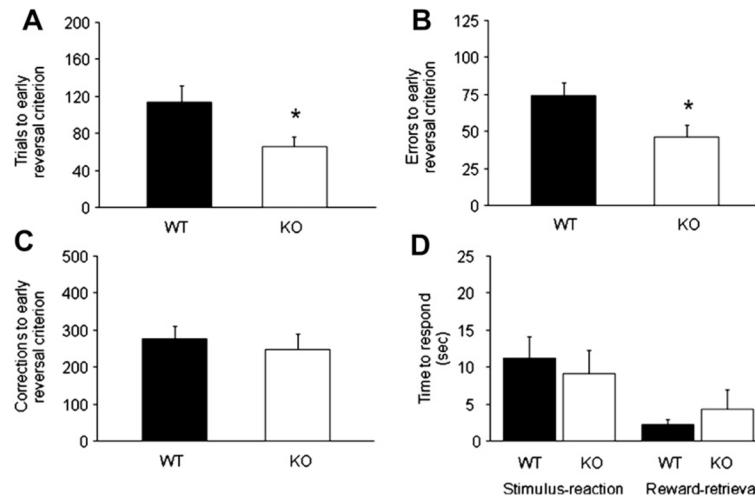 A
Trials to early
reversal criterion
200
160
120
80
40
0
*
WT KO
B
Errors to early
reversal criterion
125
100
75
50
25
0
*
WT KO
C
Corrections to early
reversal criterion
500
400
300
200
100
0
WT KO
D
Time to respond
(sec)
25
20
15
10
5
0
WT KO WT KO
Stimulus-reaction Reward-retrieva